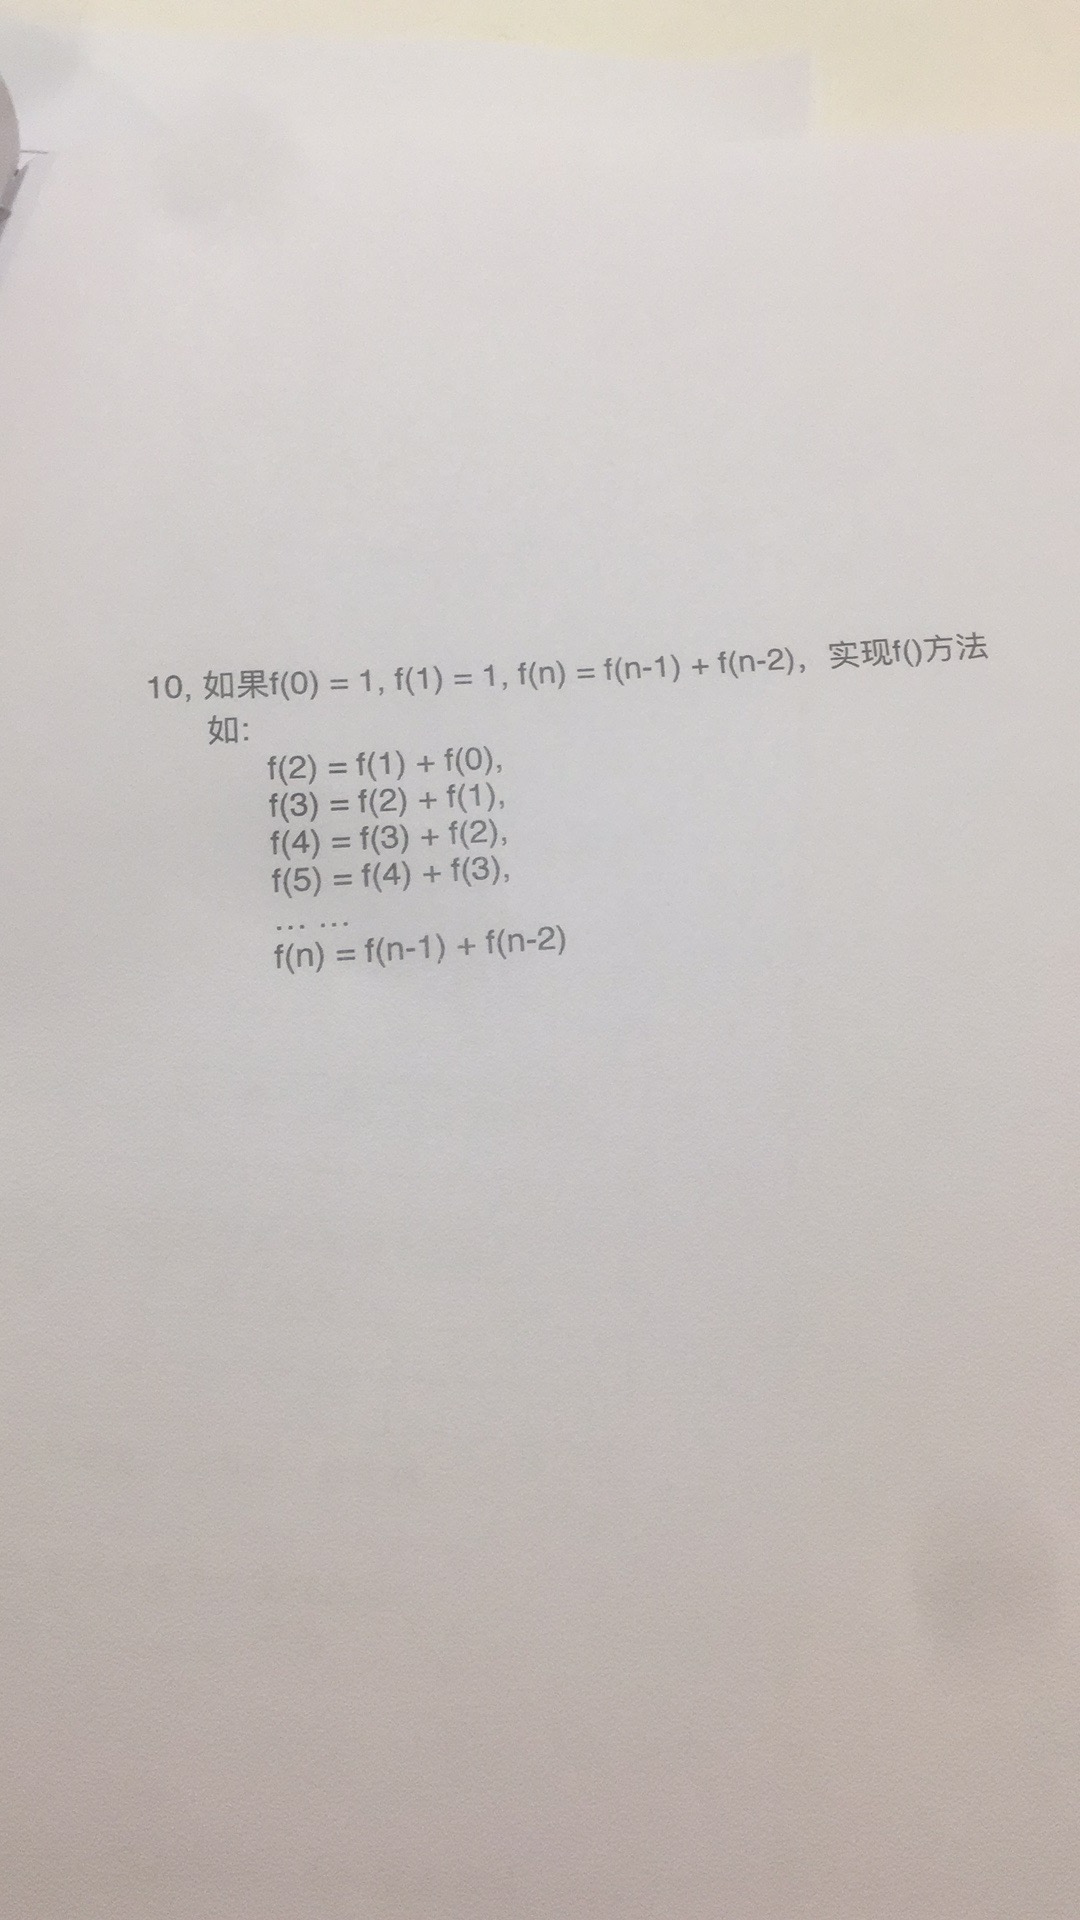 10, 如果f(0) = 1, f(1) = 1, f(n) = f(n-1) + f(n-2)，实现f()方法
如：
f(2) = f(1) + f(0),
f(3) = f(2) + f(1),
f(4) = f(3) + f(2),
f(5) = f(4) + f(3),
... ...
f(n) = f(n-1) + f(n-2)